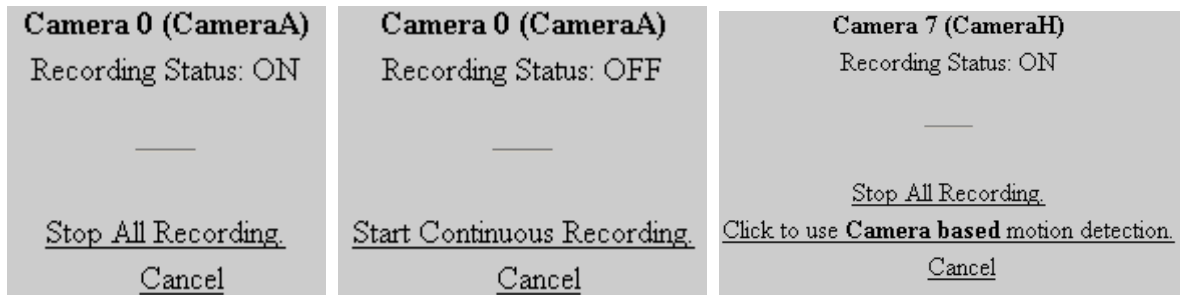 Camera 0 (CameraA)
Recording Status: ON
Stop All Recording.
Cancel
Camera 0 (CameraA)
Recording Status: OFF
Start Continuous Recording.
Cancel
Camera 7 (CameraH)
Recording Status: ON
Stop All Recording.
Click to use Camera based motion detection.
Cancel